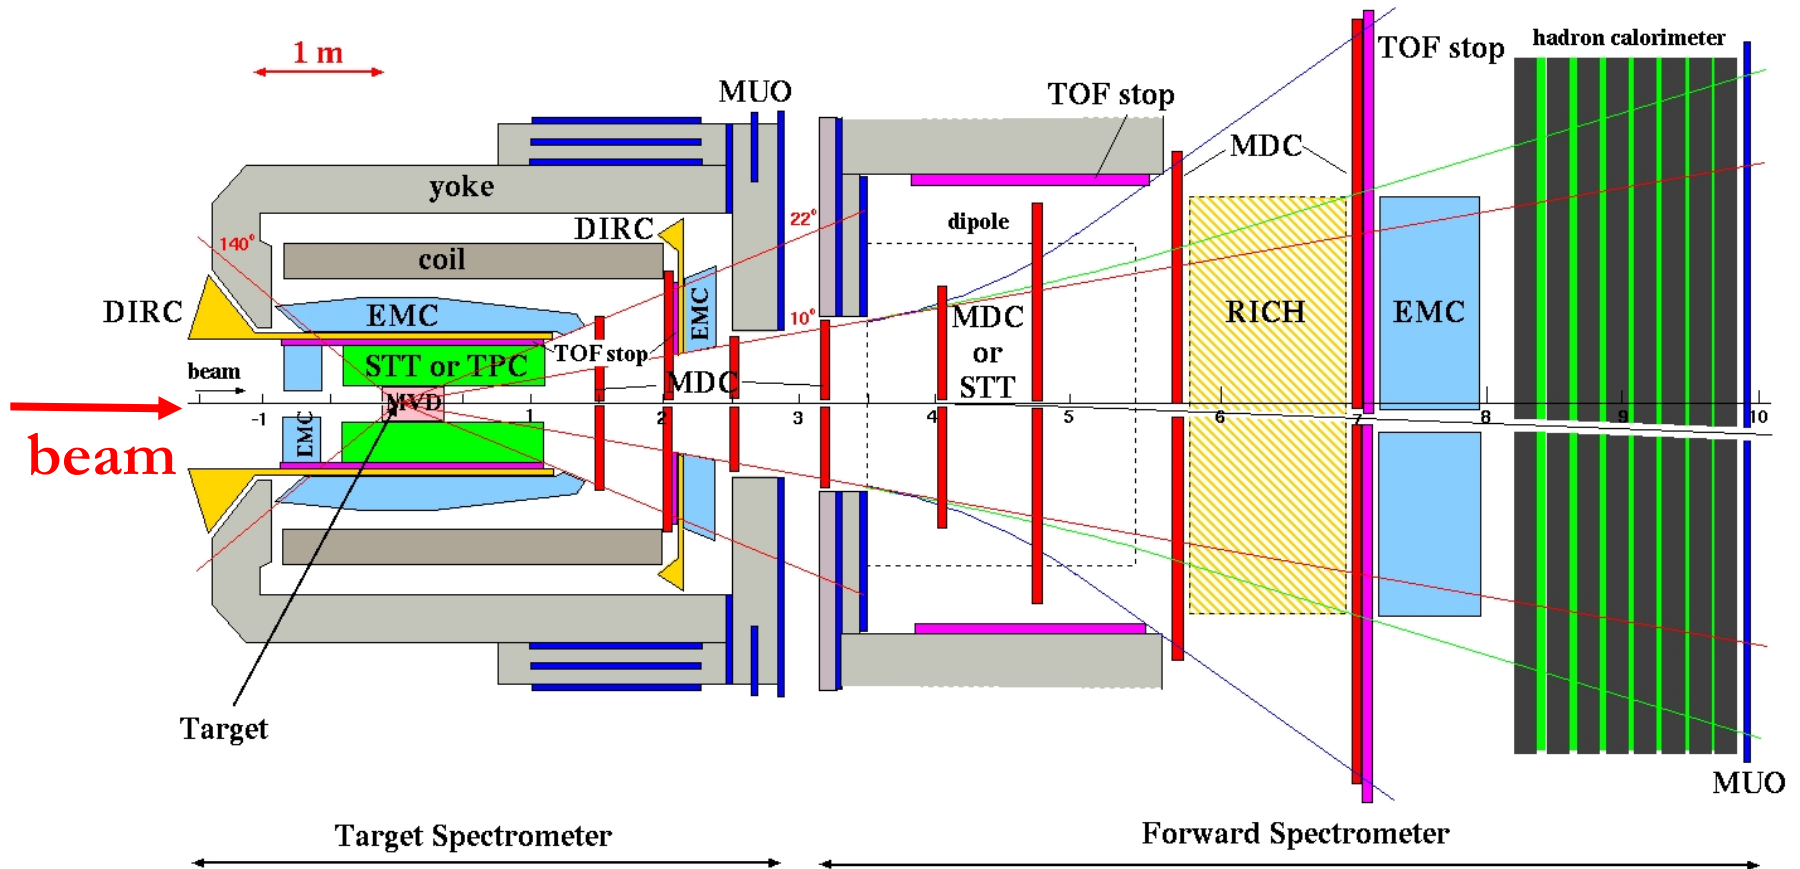 1 m
MUO
TOF stop
TOF stop
hadron calorimeter
MDC
yoke
22°
DIRC
dipole
140°
coil
DIRC
EMC
EMC
10°
MDC
or
STT
RICH
EMC
TOF stop
STT or TPC
beam
MDC
MVD
-1
1
2
3
4
5
6
7
8
9
10
EMC
beam
Target
MUO
Target Spectrometer
Forward Spectrometer